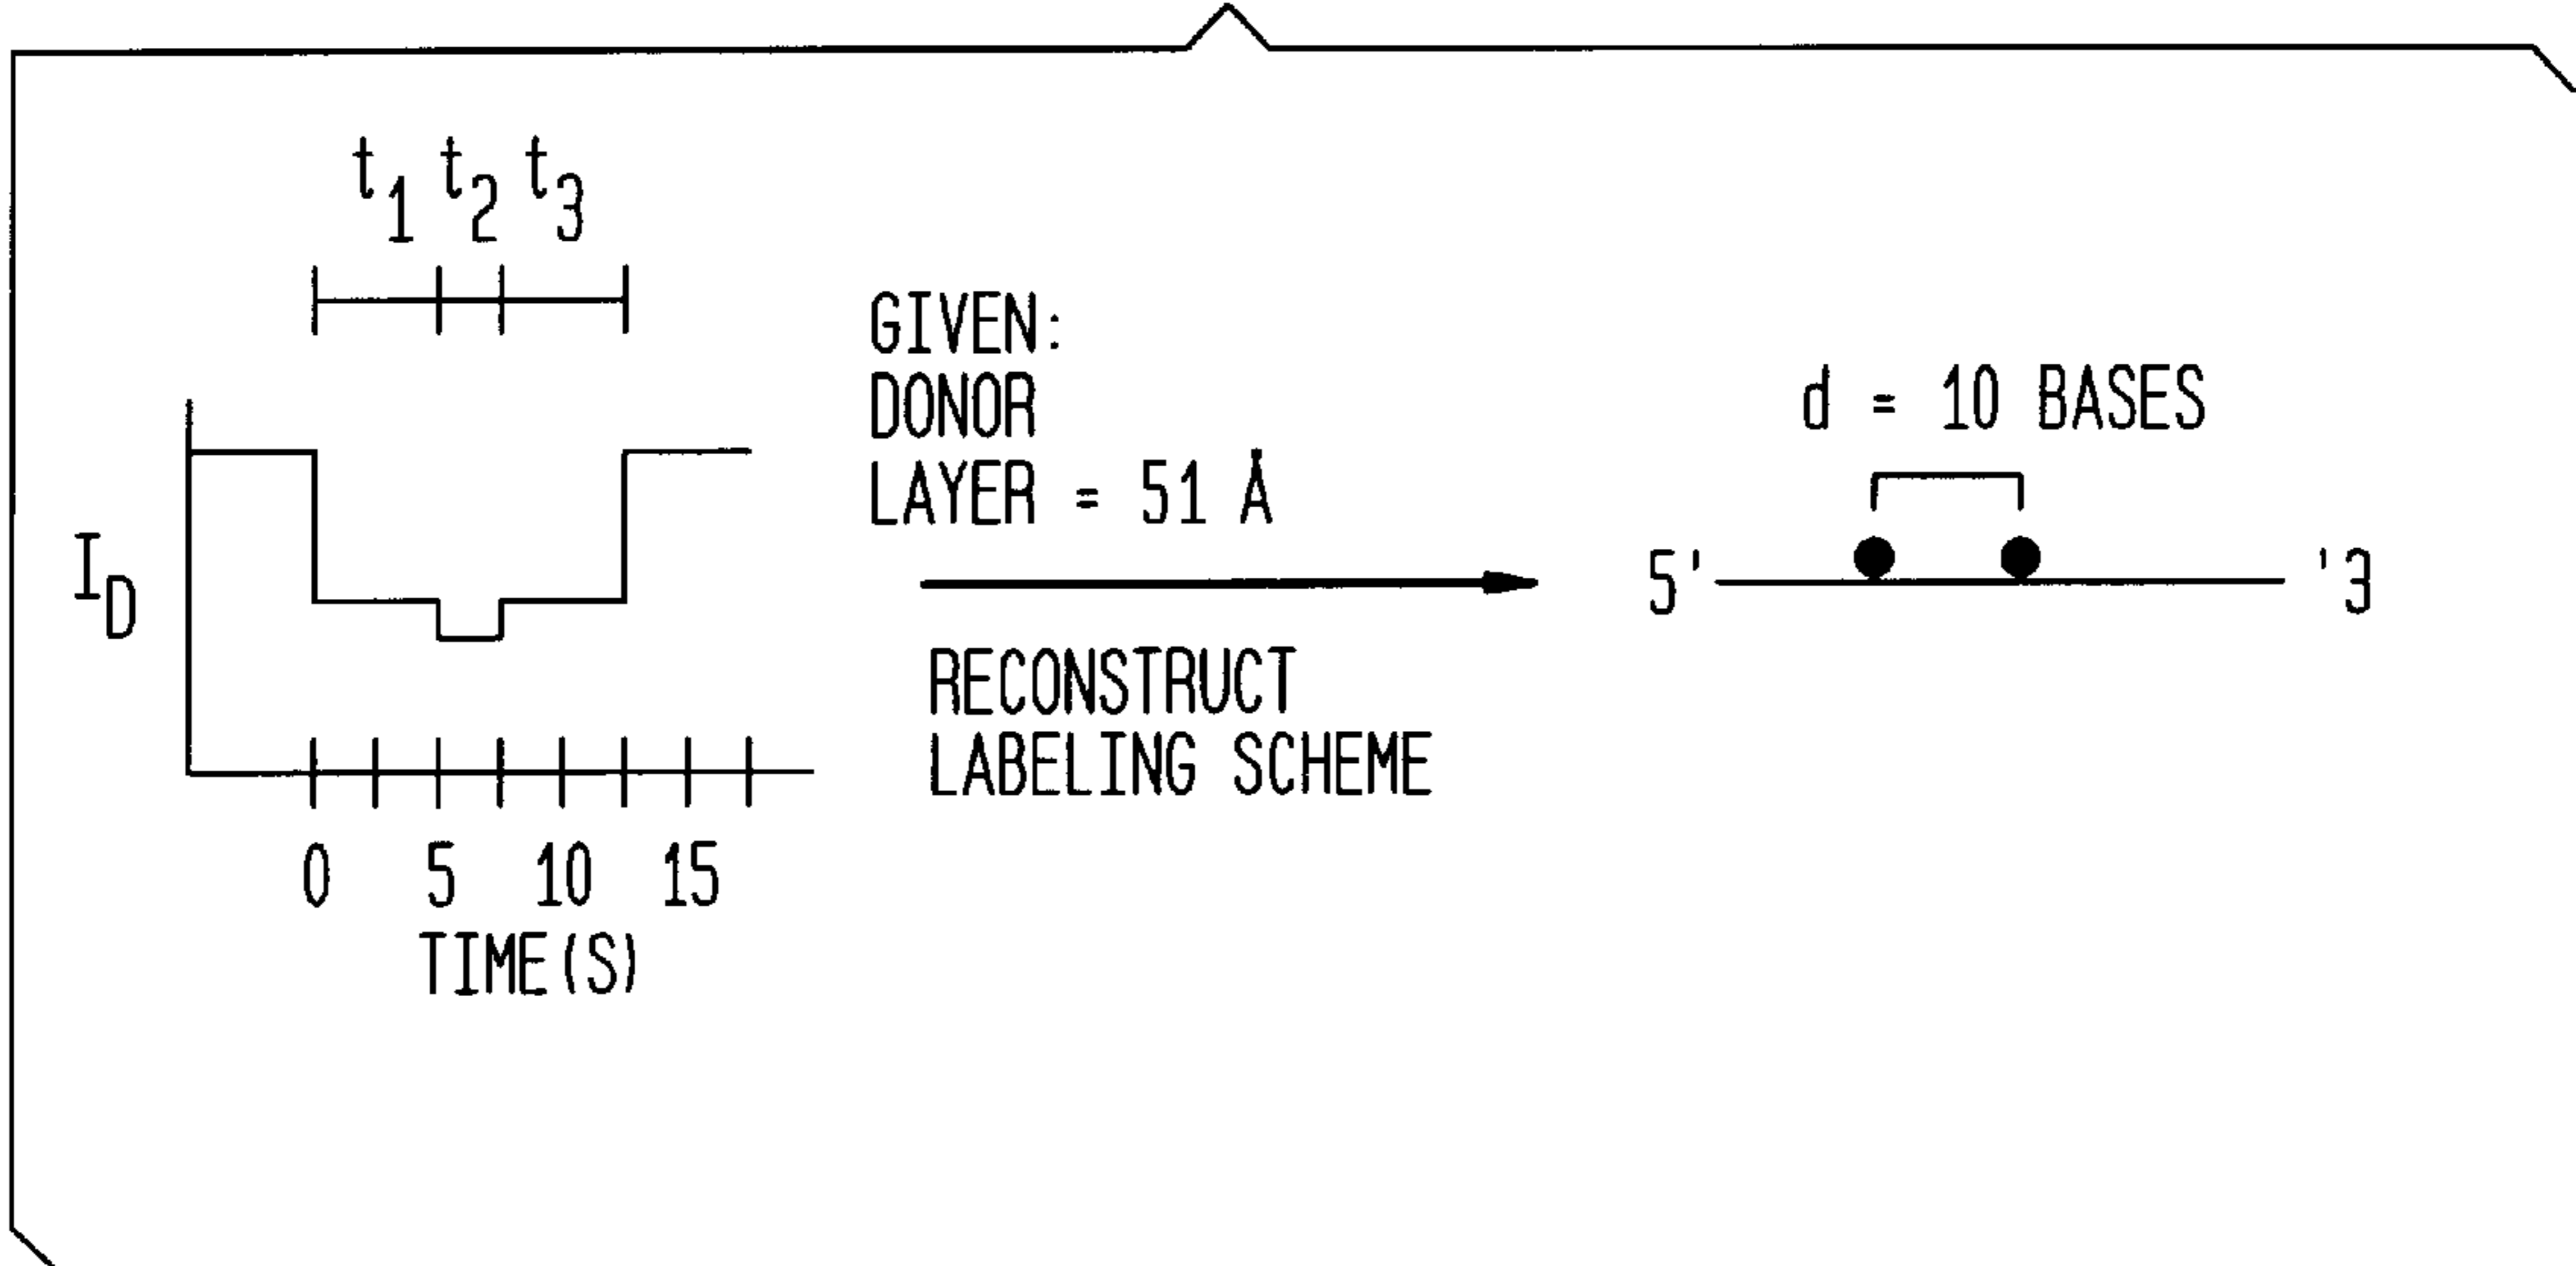 t1 t2 t3
GIVEN:
DONOR
LAYER = 51 Å
d = 10 BASES
ID
5' '3
RECONSTRUCT
LABELING SCHEME
0 5 10 15
TIME(S)